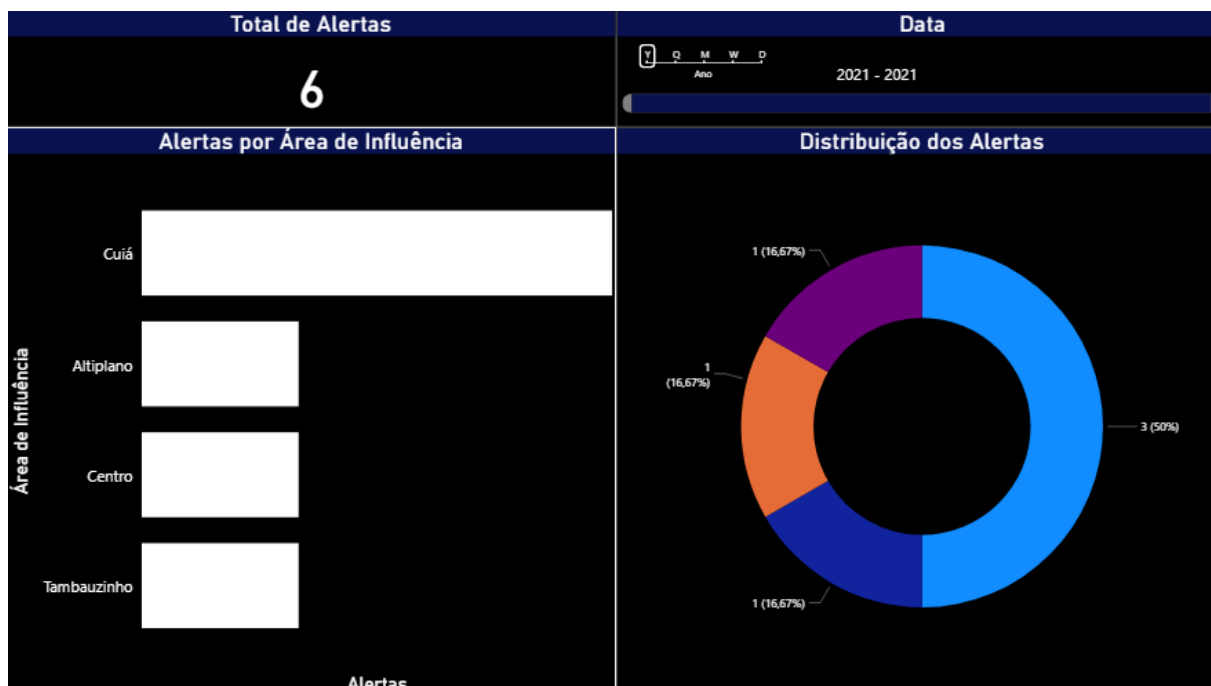 Total de Alertas
6
Data
Y Q M W D
Ano
2021 - 2021
Alertas por Área de Influência
Área de Influência
Cuiá
Altiplano
Centro
Tambauzinho
Alertas
Distribuição dos Alertas
1 (16,67%)
1
(16,67%)
3 (50%)
1 (16,67%)